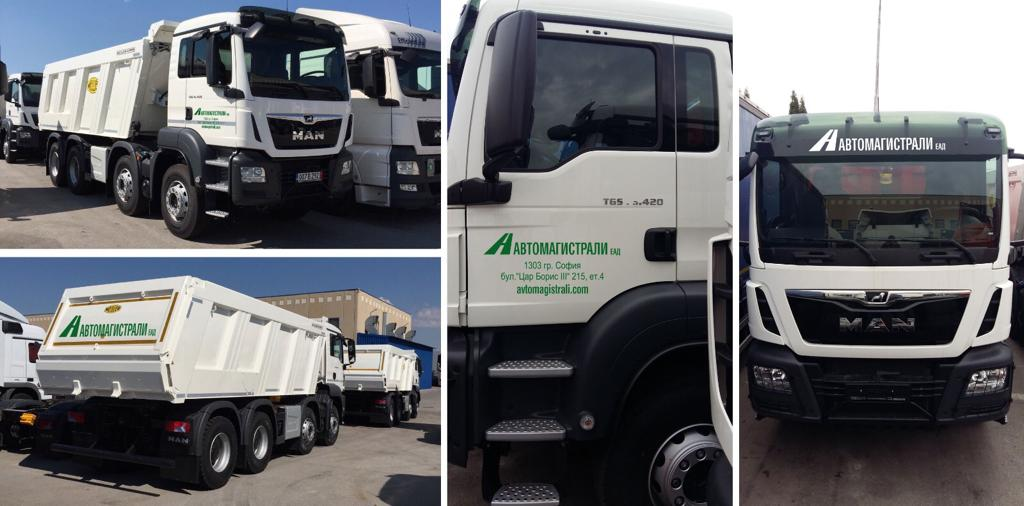 АВТОМАГИСТРАЛИ ЕАД
MAN
АВТОМАГИСТРАЛИ ЕАД
MAN
TGS
.420
АВТОМАГИСТРАЛИ ЕАД
1303 гр. София
бул."Цар Борис III" 215, ет.4
avtomagistrali.com
АВТОМАГИСТРАЛИ ЕАД
MAN